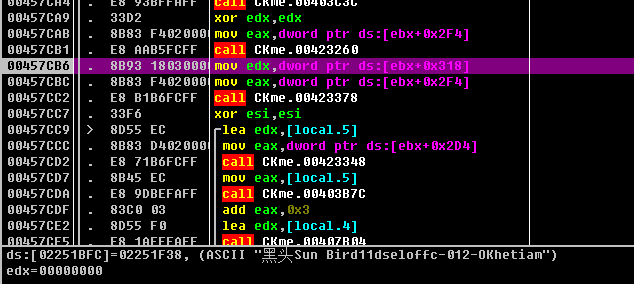 00457CA4 . E8 93BFFAFF call CKme.00403C3C
00457CA9 . 33D2 xor edx,edx
00457CAB . 8B83 F4020000 mov eax,dword ptr ds:[ebx+0x2F4]
00457CB1 . E8 AAB5FCFF call CKme.00423260
00457CB6 . 8B93 18030000 mov edx,dword ptr ds:[ebx+0x318]
00457CBC . 8B83 F4020000 mov eax,dword ptr ds:[ebx+0x2F4]
00457CC2 . E8 B1B6FCFF call CKme.00423378
00457CC7 . 33F6 xor esi,esi
00457CC9 > 8D55 EC lea edx,[local.5]
00457CCC . 8B83 D4020000 mov eax,dword ptr ds:[ebx+0x2D4]
00457CD2 . E8 71B6FCFF call CKme.00423348
00457CD7 . 8B45 EC mov eax,[local.5]
00457CDA . E8 9DBEFAFF call CKme.00403B7C
00457CDF . 83C0 03 add eax,0x3
00457CE2 . 8D55 F0 lea edx,[local.4]
00457CE5 . E8 1AFEFAFF call CKme.00407B04
ds:[02251BFC]=02251F38, (ASCII "黑头Sun Bird11dseloffc-012-OKhetiam")
edx=00000000